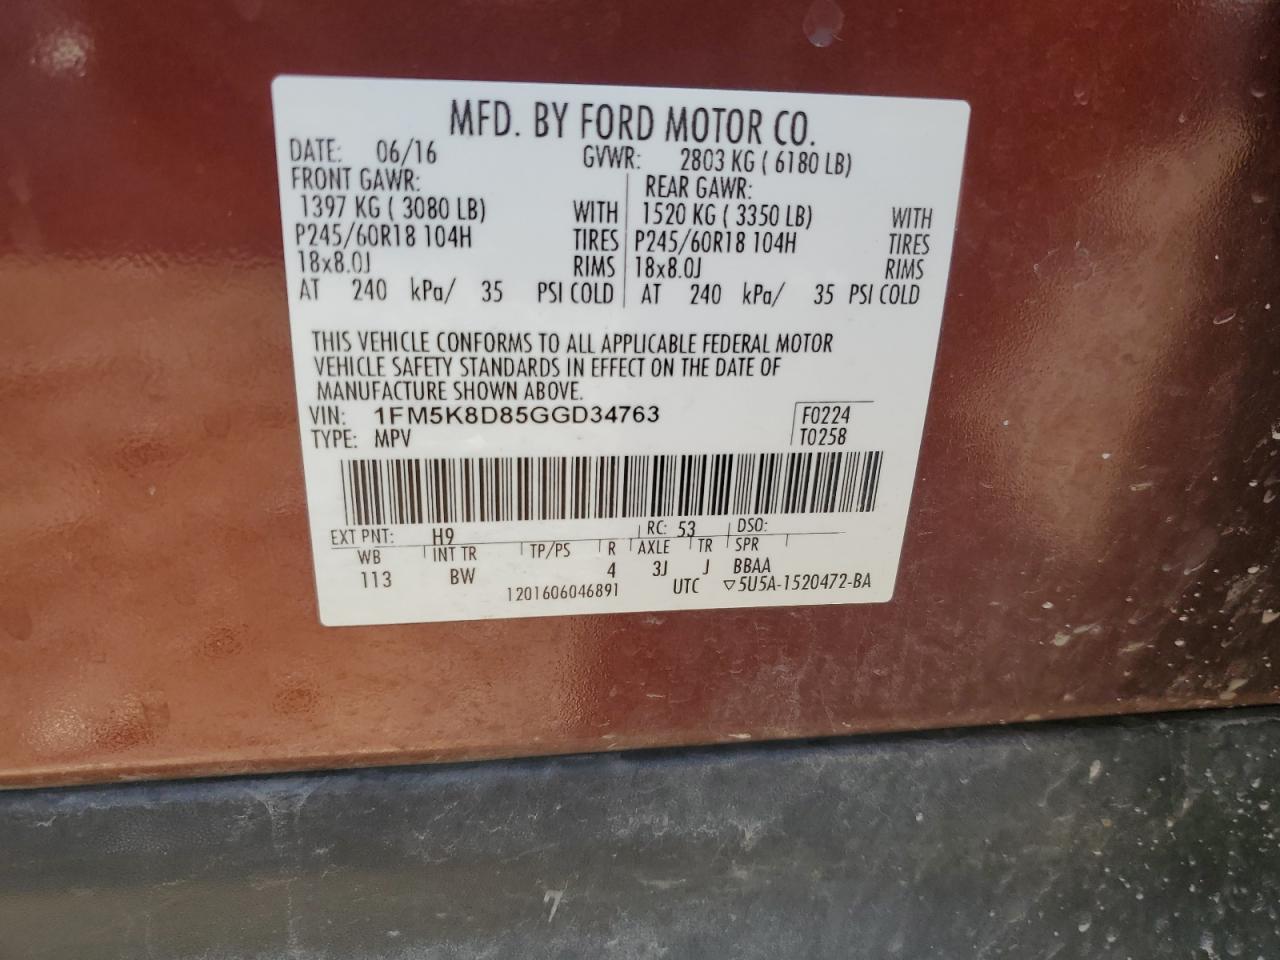 MFD. BY FORD MOTOR CO.
DATE: 06/16 GVWR: 2803 KG ( 6180 LB)
FRONT GAWR: REAR GAWR:
1397 KG ( 3080 LB) WITH 1520 KG ( 3350 LB) WITH
P245/60R18 104H TIRES P245/60R18 104H TIRES
18x8.0J RIMS 18x8.0J RIMS
AT 240 kPa/ 35 PSI COLD AT 240 kPa/ 35 PSI COLD
THIS VEHICLE CONFORMS TO ALL APPLICABLE FEDERAL MOTOR
VEHICLE SAFETY STANDARDS IN EFFECT ON THE DATE OF
MANUFACTURE SHOWN ABOVE.
VIN: 1FM5K8D85GGD34763 F0224
TYPE: MPV T0258
EXT PNT: H9 RC: 53 DSO:
WB INT TR TP/PS R AXLE TR SPR
113 BW 4 3J J BBAA
1201606046891 UTC ▽5U5A-1520472-BA